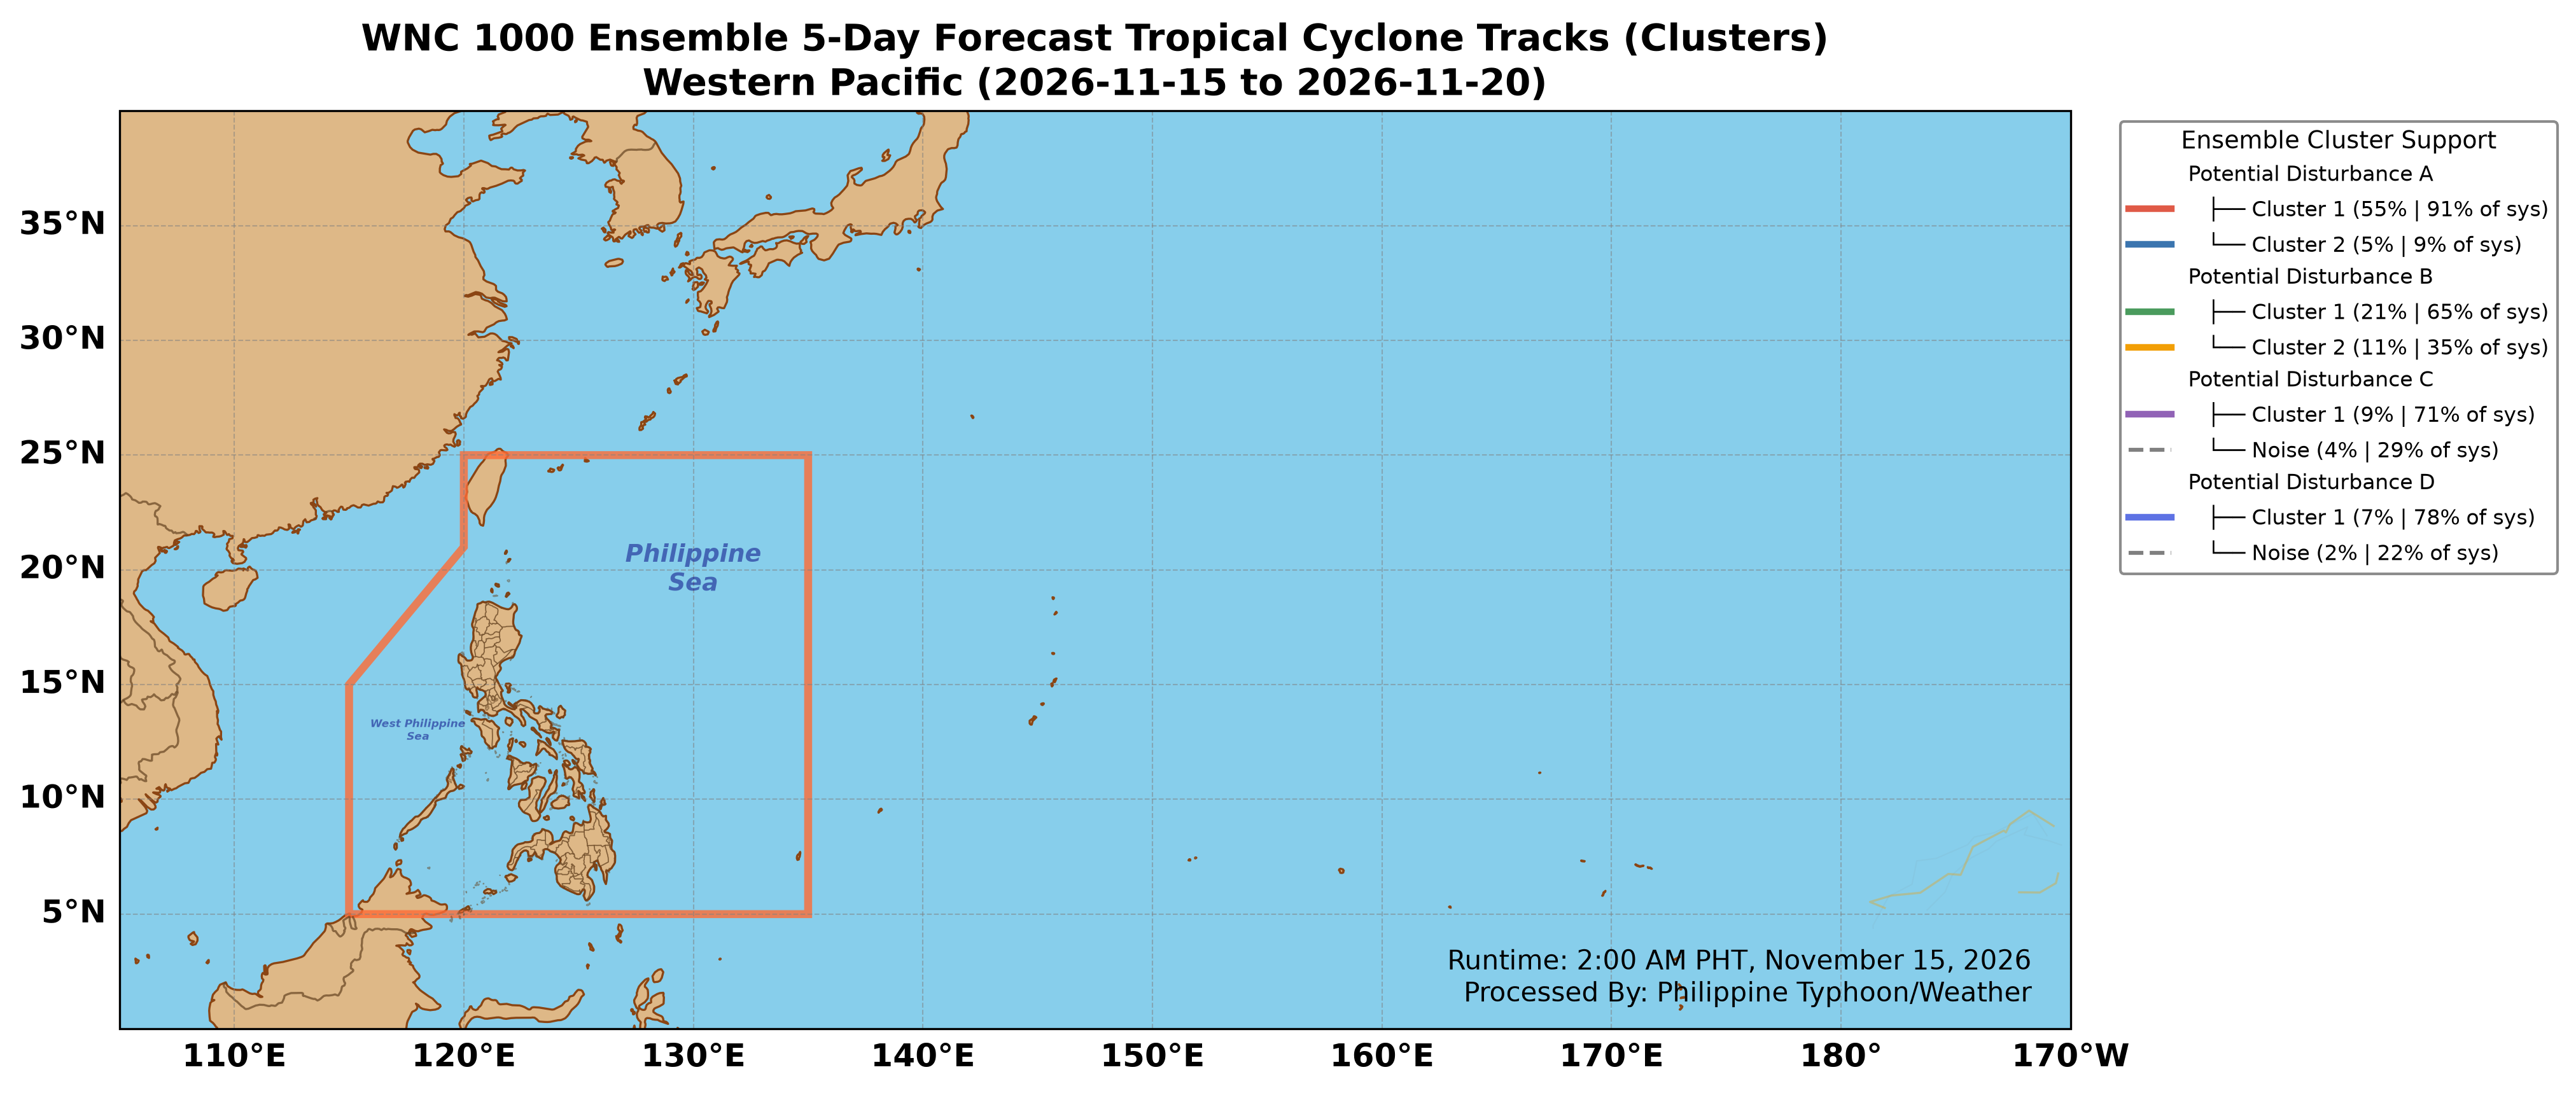 WNC 1000 Ensemble 5-Day Forecast Tropical Cyclone Tracks (Clusters)
Western Pacific (2026-11-15 to 2026-11-20)
Ensemble Cluster Support
Potential Disturbance A
├── Cluster 1 (55% | 91% of sys)
└── Cluster 2 (5% | 9% of sys)
Potential Disturbance B
├── Cluster 1 (21% | 65% of sys)
└── Cluster 2 (11% | 35% of sys)
Potential Disturbance C
├── Cluster 1 (9% | 71% of sys)
└── Noise (4% | 29% of sys)
Potential Disturbance D
├── Cluster 1 (7% | 78% of sys)
└── Noise (2% | 22% of sys)
35°N
30°N
25°N
20°N
15°N
10°N
5°N
Philippine
Sea
West Philippine
Sea
Runtime: 2:00 AM PHT, November 15, 2026
Processed By: Philippine Typhoon/Weather
110°E 120°E 130°E 140°E 150°E 160°E 170°E 180° 170°W